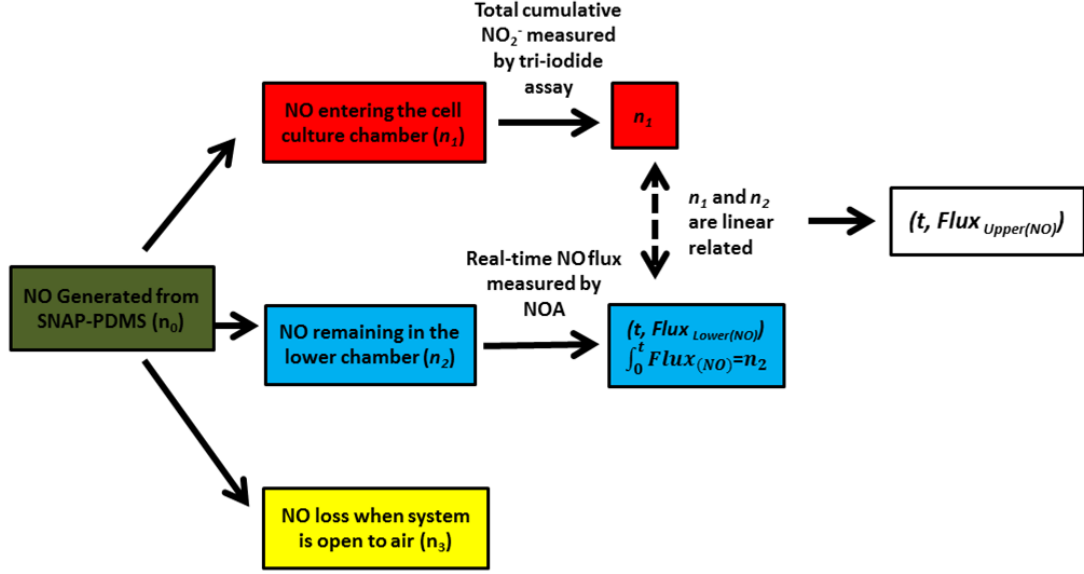 Total cumulative
NO₂⁻ measured
by tri-iodide
assay
NO entering the cell
culture chamber (n₁)
n₁
n₁ and n₂
are linear
related
(t, Flux Upper(NO))
Real-time NO flux
measured by
NOA
NO Generated from
SNAP-PDMS (n₀)
NO remaining in the
lower chamber (n₂)
(t, Flux Lower(NO))
∫₀ᵗ Flux(NO)=n₂
NO loss when system
is open to air (n₃)